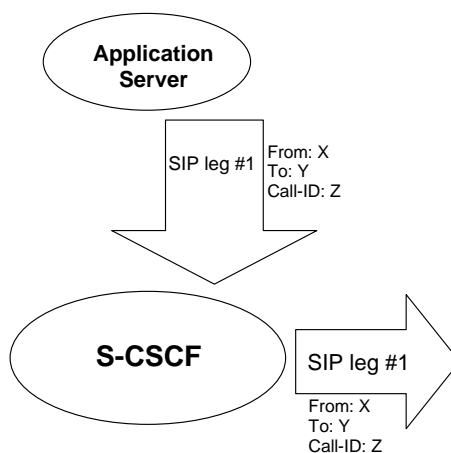 Application
Server
SIP leg #1
From: X
To: Y
Call-ID: Z
S-CSCF
SIP leg #1
From: X
To: Y
Call-ID: Z